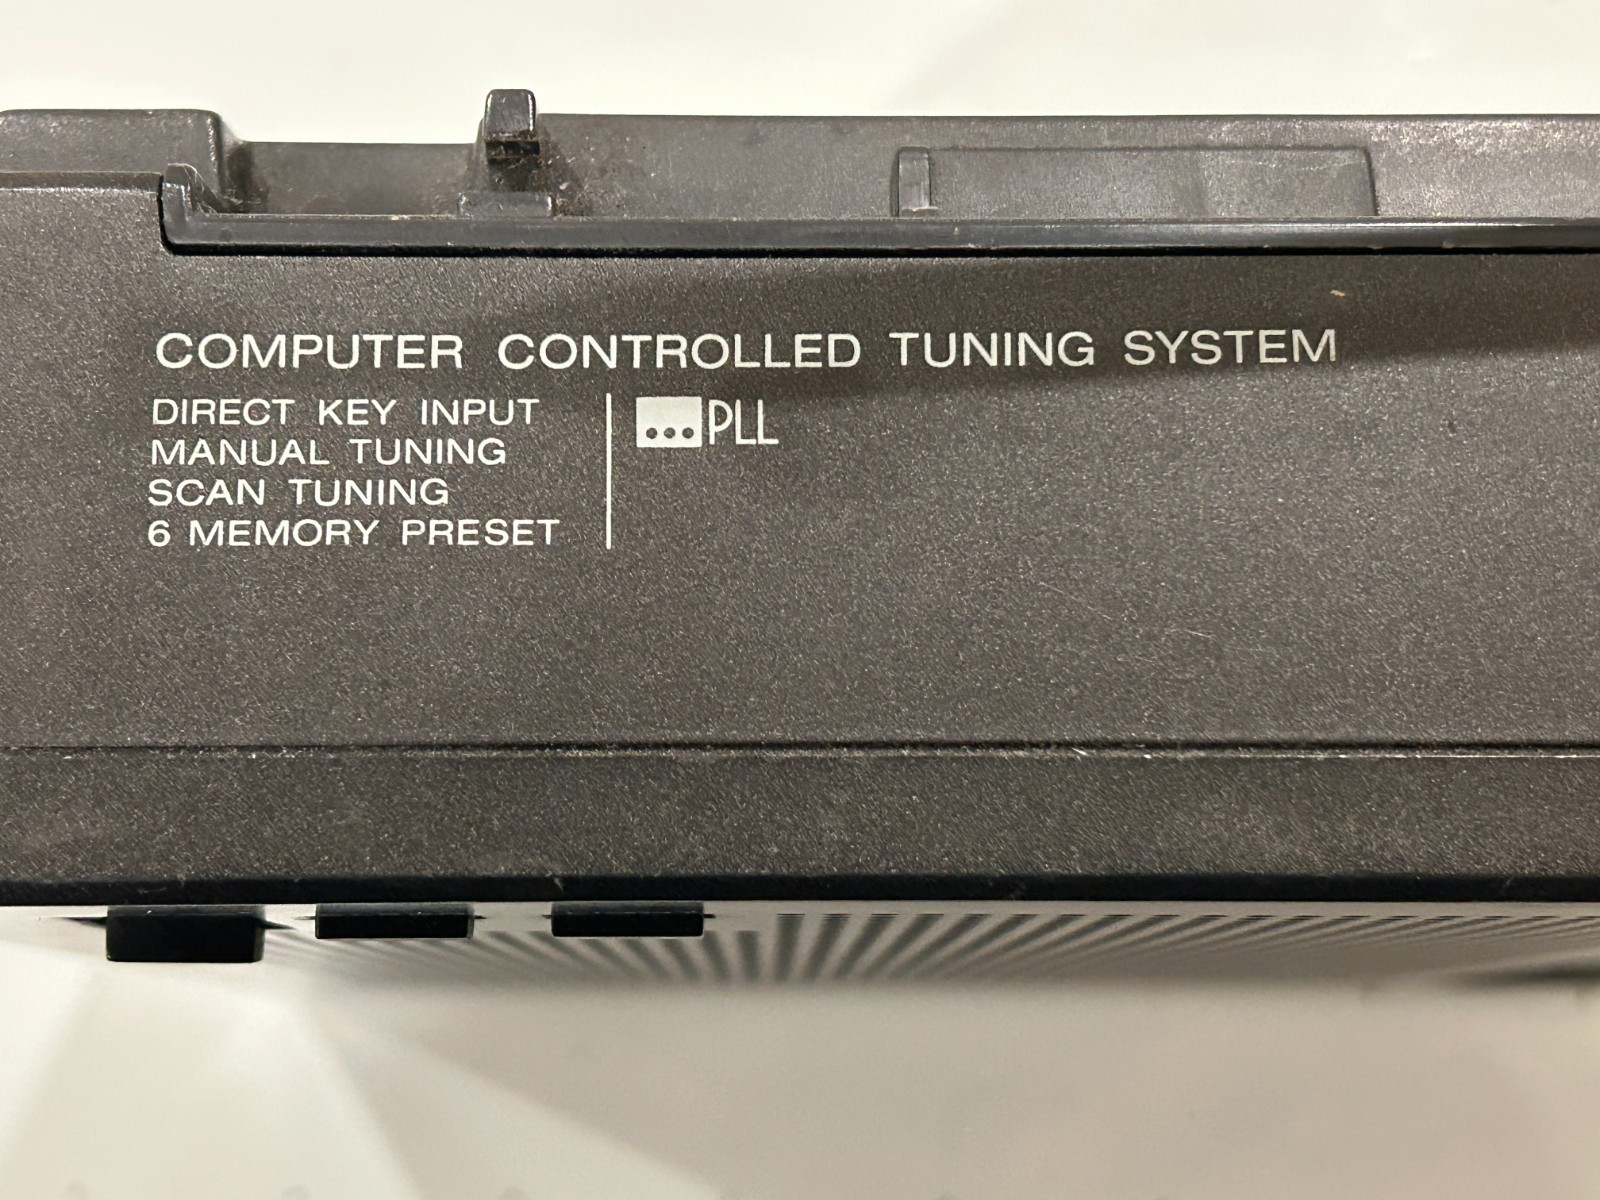 COMPUTER CONTROLLED TUNING SYSTEM
DIRECT KEY INPUT
MANUAL TUNING
SCAN TUNING
6 MEMORY PRESET
PLL